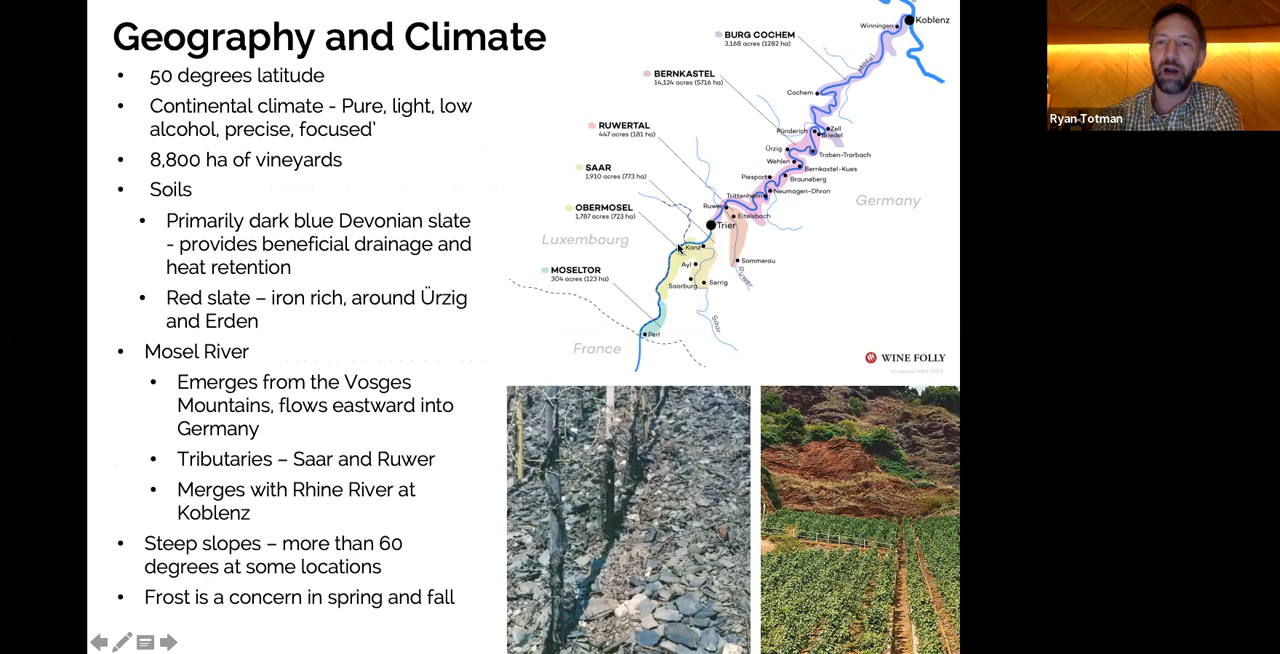 Geography and Climate
• 50 degrees latitude
• Continental climate - Pure, light, low
alcohol, precise, focused’
• 8,800 ha of vineyards
• Soils
• Primarily dark blue Devonian slate
- provides beneficial drainage and
heat retention
• Red slate – iron rich, around Ürzig
and Erden
• Mosel River
• Emerges from the Vosges
Mountains, flows eastward into
Germany
• Tributaries – Saar and Ruwer
• Merges with Rhine River at
Koblenz
• Steep slopes – more than 60
degrees at some locations
• Frost is a concern in spring and fall
Koblenz
Winningen
BURG COCHEM
3,168 acres (1282 ha)
Mosel
BERNKASTEL
14,124 acres (5716 ha)
Cochem
RUWERTAL
447 acres (181 ha)
Pünderich
Zell
Briedel
Ürzig
Traben-Trarbach
Wehlen
Bernkastel-Kues
SAAR
1,910 acres (773 ha)
Piesport
Brauneberg
Neumagen-Dhron
Trittenheim
Germany
OBERMOSEL
1,787 acres (723 ha)
Ruwer
Eitelsbach
Trier
Luxembourg
Konz
Ayl
Sommerau
MOSELTOR
304 acres (123 ha)
Saarburg
Serrig
Ruwer
Saar
Perl
France
WINE FOLLY
Vineyard data 2021
Ryan Totman